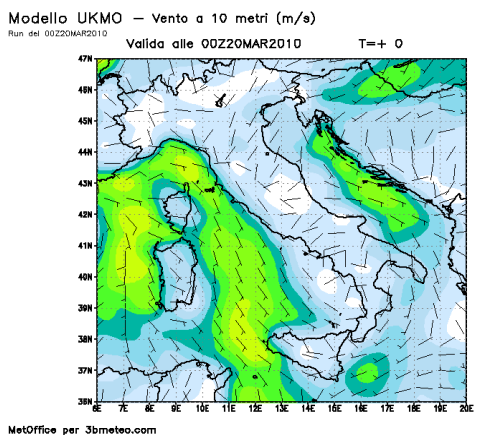 Modello UKMO – Vento a 10 metri (m/s)
Run del 00Z20MAR2010
Valida alle 00Z20MAR2010 T=+ 0
47N
46N
45N
44N
43N
42N
41N
40N
39N
38N
37N
36N
6E 7E 8E 9E 10E 11E 12E 13E 14E 15E 16E 17E 18E 19E 20E
MetOffice per 3bmeteo.com